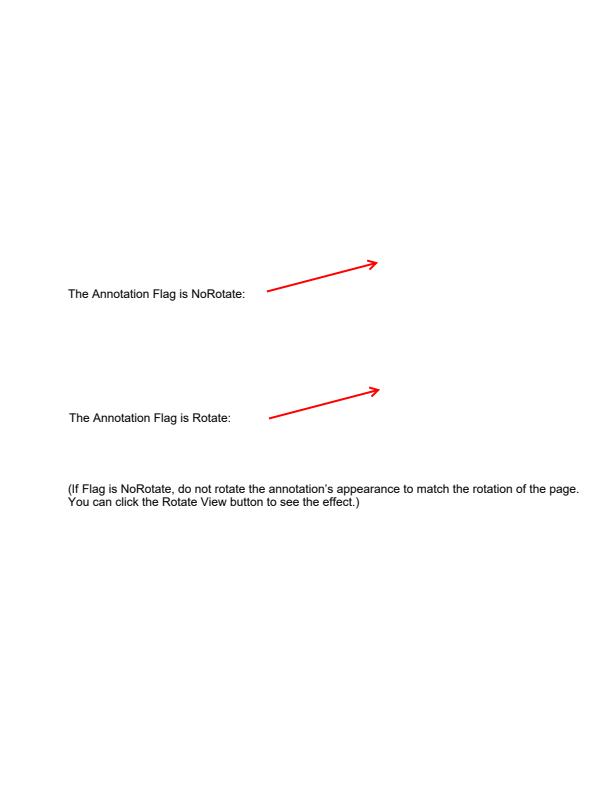 The Annotation Flag is NoRotate:
The Annotation Flag is Rotate:
(If Flag is NoRotate, do not rotate the annotation’s appearance to match the rotation of the page.
You can click the Rotate View button to see the effect.)